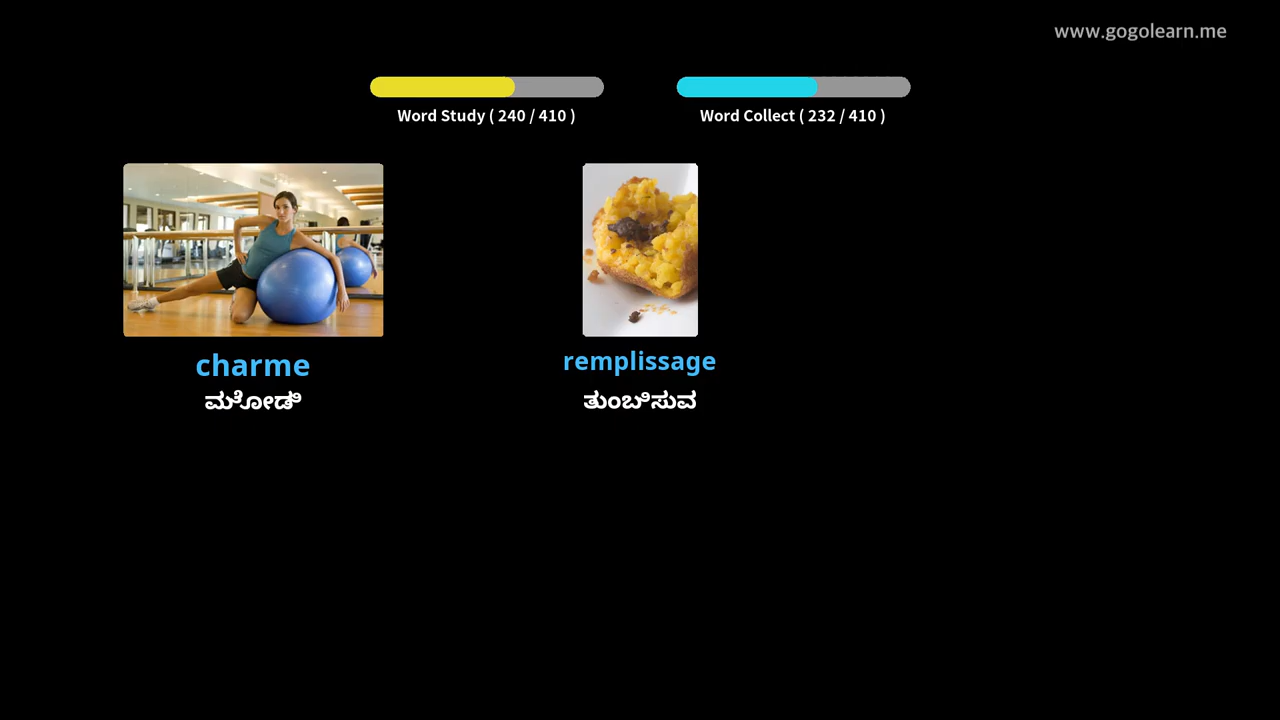 www.gogolearn.me
Word Study ( 240 / 410 )
Word Collect ( 232 / 410 )
charme
ಮೋಡಿ
remplissage
ತುಂಬಿಸುವ